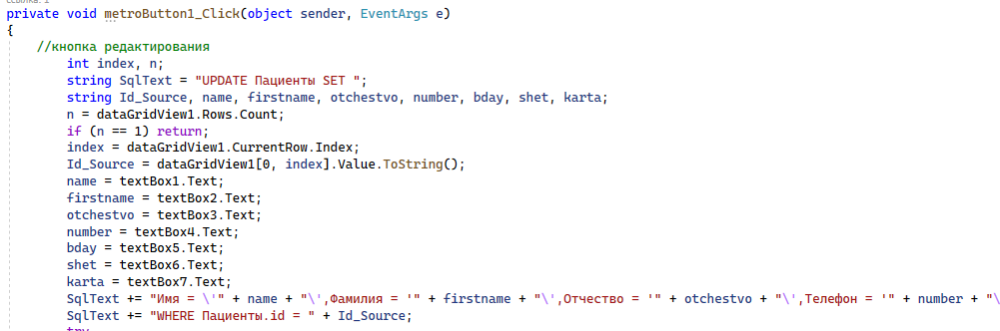 private void metroButton1_Click(object sender, EventArgs e)
{
//кнопка редактирования
int index, n;
string SqlText = "UPDATE Пациенты SET ";
string Id_Source, name, firstname, otchestvo, number, bday, shet, karta;
n = dataGridView1.Rows.Count;
if (n == 1) return;
index = dataGridView1.CurrentRow.Index;
Id_Source = dataGridView1[0, index].Value.ToString();
name = textBox1.Text;
firstname = textBox2.Text;
otchestvo = textBox3.Text;
number = textBox4.Text;
bday = textBox5.Text;
shet = textBox6.Text;
karta = textBox7.Text;
SqlText += "Имя = \'" + name + "\',Фамилия = '" + firstname + "\',Отчество = '" + otchestvo + "\',Телефон = '" + number + "\
SqlText += "WHERE Пациенты.id = " + Id_Source;
try